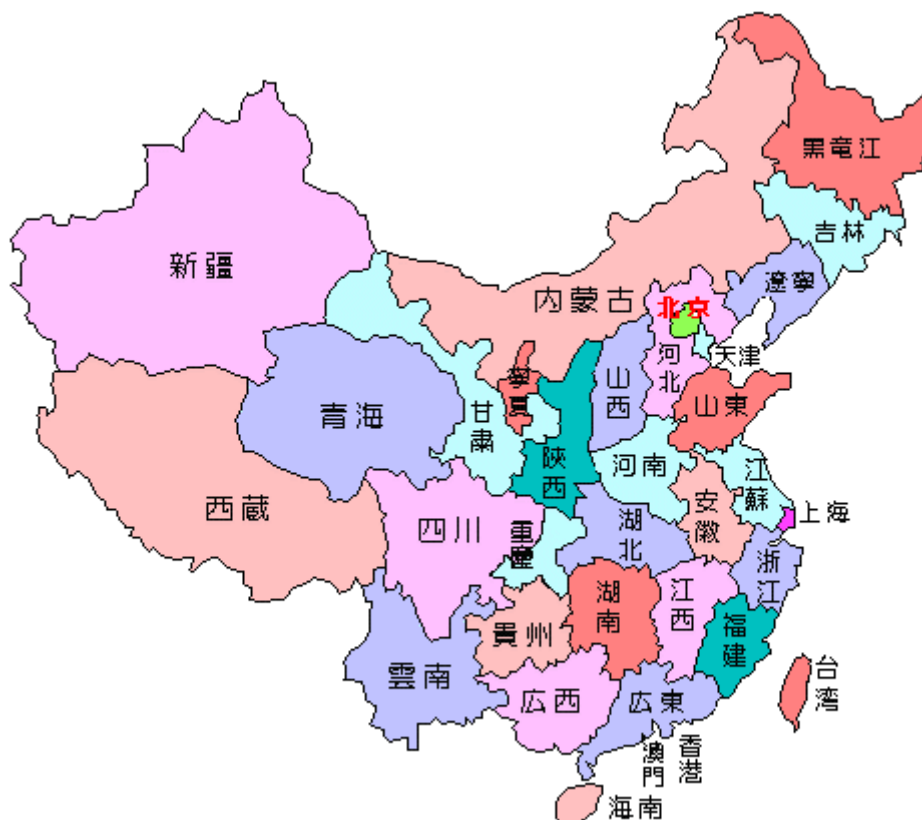 黒竜江
吉林
遼寧
新疆
内蒙古
北京
天津
河北
山西
寧夏
山東
青海
甘粛
陝西
河南
江蘇
西蔵
安徽
上海
四川
重慶
湖北
浙江
湖南
江西
貴州
福建
雲南
台湾
広西
広東
香港
澳門
海南